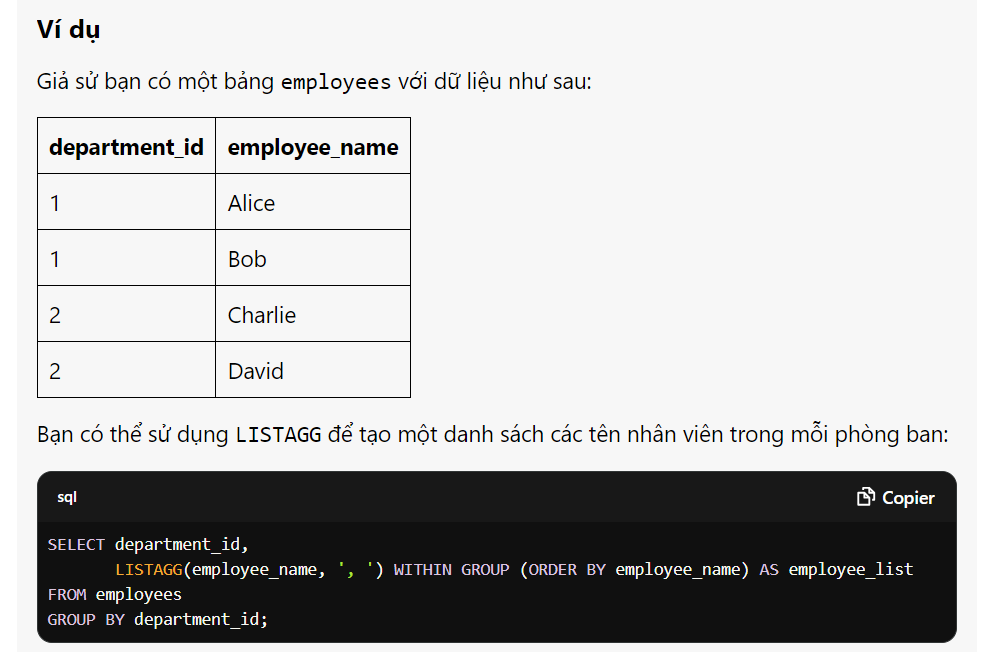 Ví dụ
Giả sử bạn có một bảng employees với dữ liệu như sau:
department_id employee_name
1 Alice
1 Bob
2 Charlie
2 David
Bạn có thể sử dụng LISTAGG để tạo một danh sách các tên nhân viên trong mỗi phòng ban:
sql Copier
SELECT department_id,
       LISTAGG(employee_name, ', ') WITHIN GROUP (ORDER BY employee_name) AS employee_list
FROM employees
GROUP BY department_id;